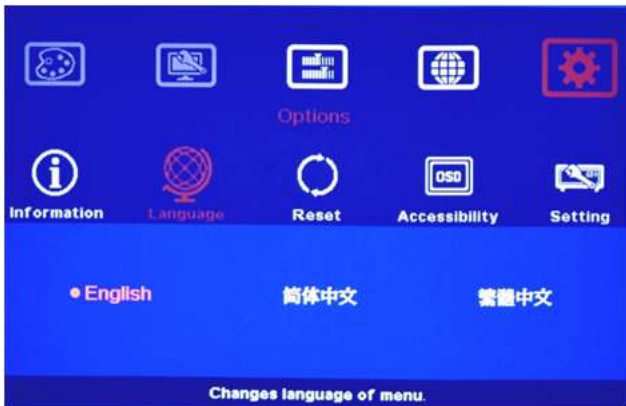 Options
Information Language Reset OSD Accessibility Setting
English 简体中文 繁體中文
Changes language of menu.